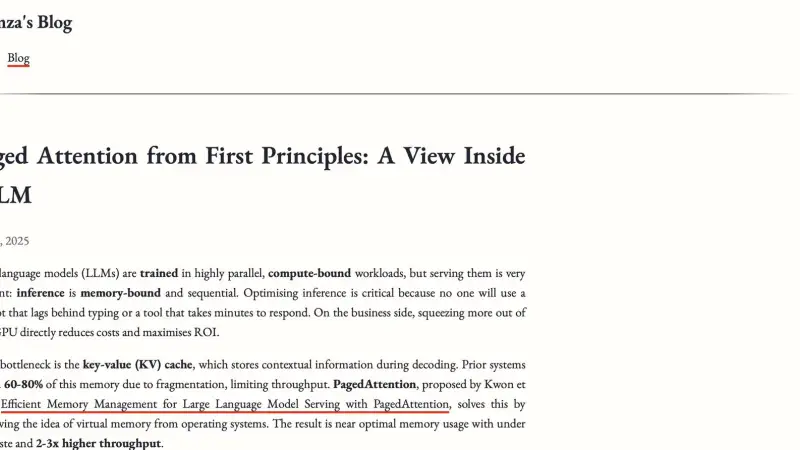 nza's Blog
Blog
ged Attention from First Principles: A View Inside
LM
, 2025
language models (LLMs) are trained in highly parallel, compute-bound workloads, but serving them is very
nt: inference is memory-bound and sequential. Optimising inference is critical because no one will use a
ot that lags behind typing or a tool that takes minutes to respond. On the business side, squeezing more out of
GPU directly reduces costs and maximises ROI.
bottleneck is the key-value (KV) cache, which stores contextual information during decoding. Prior systems
60-80% of this memory due to fragmentation, limiting throughput. PagedAttention, proposed by Kwon et
Efficient Memory Management for Large Language Model Serving with PagedAttention, solves this by
wing the idea of virtual memory from operating systems. The result is near optimal memory usage with under
ste and 2-3x higher throughput.